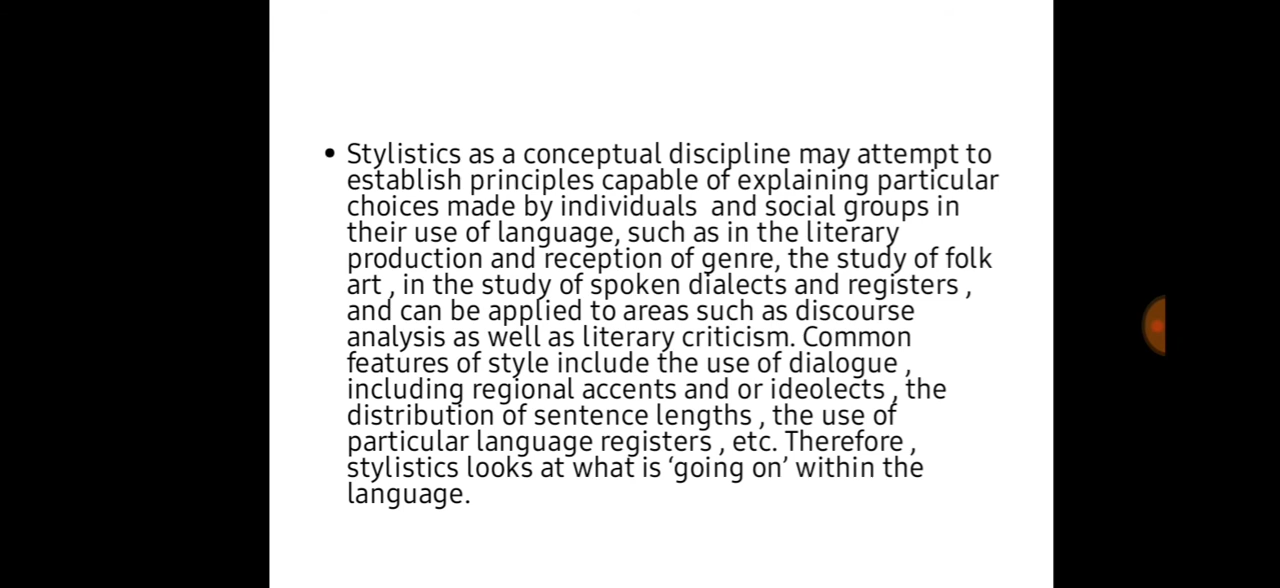 • Stylistics as a conceptual discipline may attempt to
establish principles capable of explaining particular
choices made by individuals  and social groups in
their use of language, such as in the literary
production and reception of genre, the study of folk
art , in the study of spoken dialects and registers ,
and can be applied to areas such as discourse
analysis as well as literary criticism. Common
features of style include the use of dialogue ,
including regional accents and or ideolects , the
distribution of sentence lengths , the use of
particular language registers , etc. Therefore ,
stylistics looks at what is ‘going on’ within the
language.